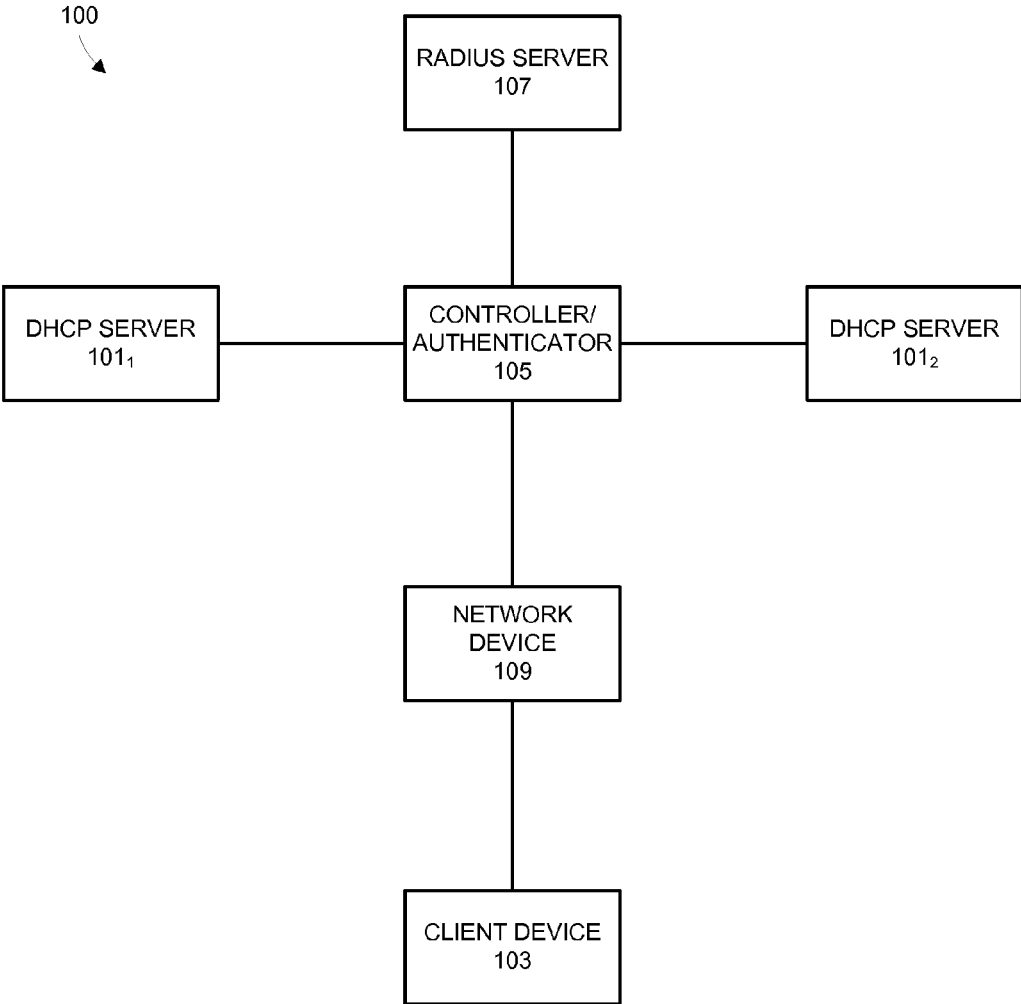 100
RADIUS SERVER
107
DHCP SERVER
101₁
CONTROLLER/
AUTHENTICATOR
105
DHCP SERVER
101₂
NETWORK
DEVICE
109
CLIENT DEVICE
103